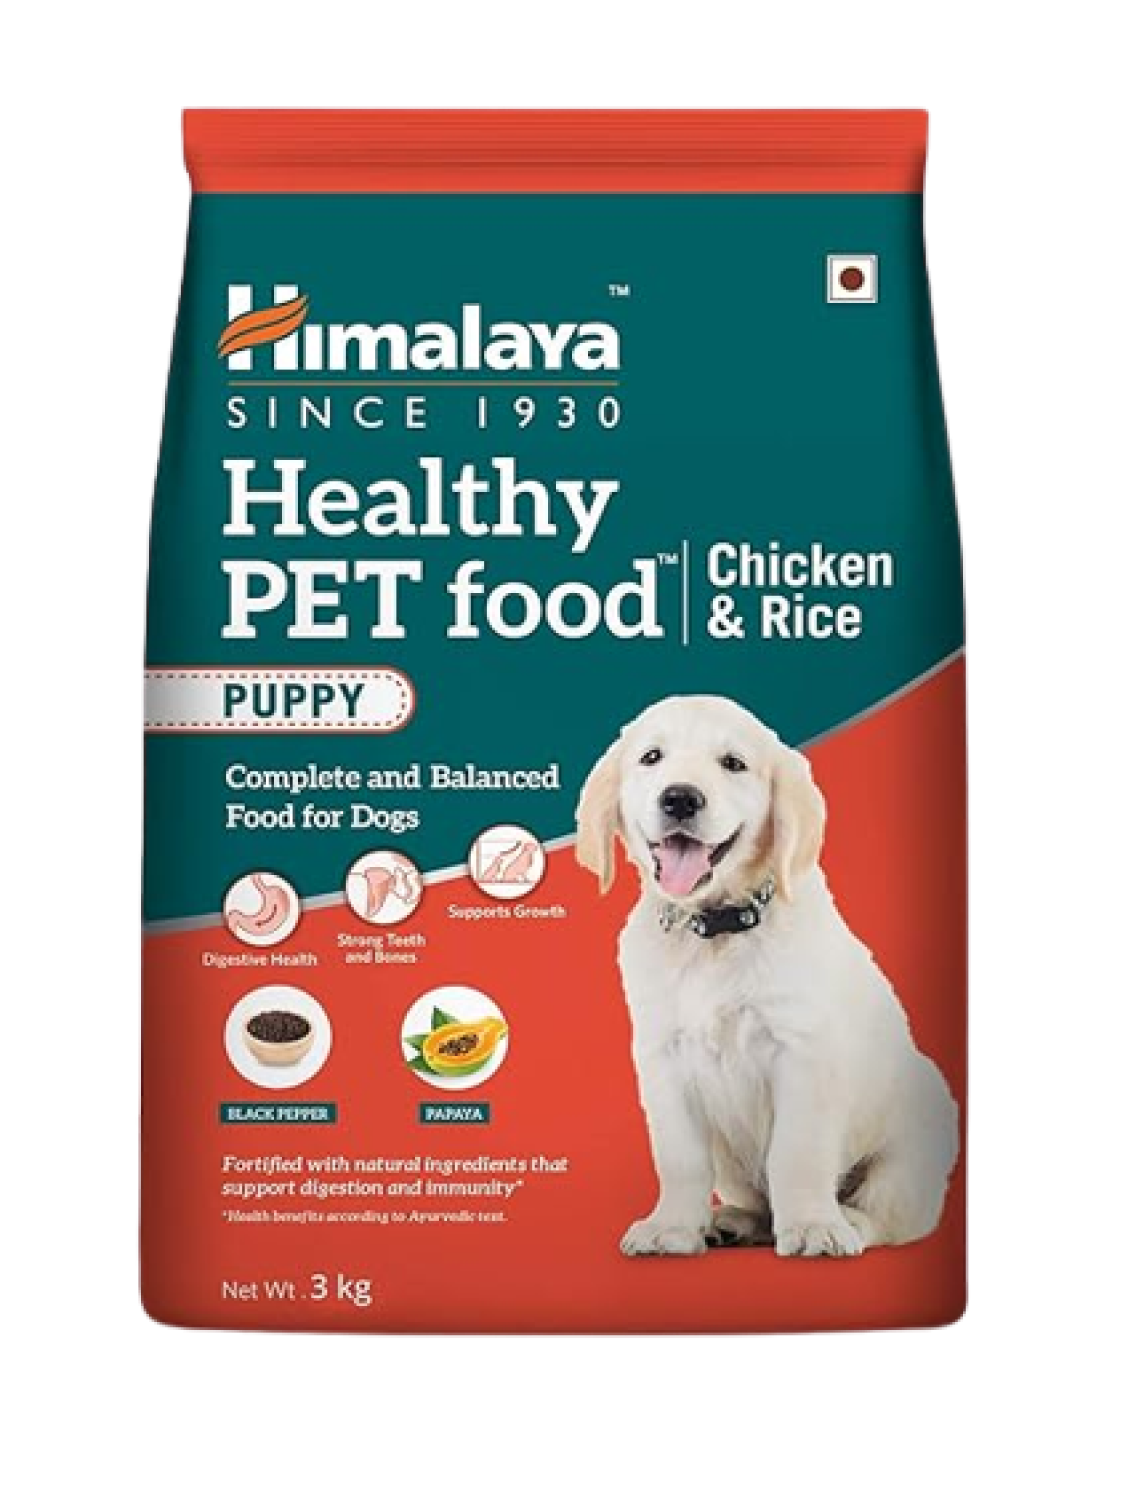 Himalaya™
SINCE 1930
Healthy
PET food™
Chicken
& Rice
PUPPY
Complete and Balanced
Food for Dogs
Digestive Health
Strong Teeth
and Bones
Supports Growth
BLACK PEPPER
PAPAYA
Fortified with natural ingredients that
support digestion and immunity*
*Health benefits according to Ayurvedic text.
Net Wt. 3 kg